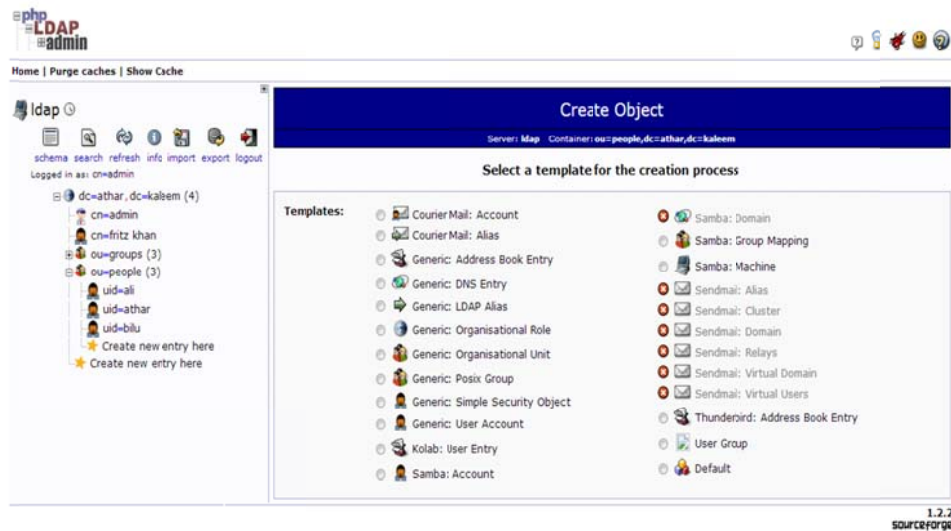 php
LDAP
admin
Home | Purge caches | Show Cache
ldap
schema search refresh info import export logout
Logged in as: cn=admin
dc=athar, dc=kaleem (4)
cn=admin
cn=fritz khan
ou=groups (3)
ou=people (3)
uid=ali
uid=athar
uid=bilu
Create new entry here
Create new entry here
Create Object
Server: ldap Container: ou=people,dc=athar,dc=kaleem
Select a template for the creation process
Templates:
Courier Mail: Account
Courier Mail: Alias
Generic: Address Book Entry
Generic: DNS Entry
Generic: LDAP Alias
Generic: Organisational Role
Generic: Organisational Unit
Generic: Posix Group
Generic: Simple Security Object
Generic: User Account
Kolab: User Entry
Samba: Account
Samba: Domain
Samba: Group Mapping
Samba: Machine
Sendmail: Alias
Sendmail: Cluster
Sendmail: Domain
Sendmail: Relays
Sendmail: Virtual Domain
Sendmail: Virtual Users
Thunderbird: Address Book Entry
User Group
Default
1.2.2
sourceforge